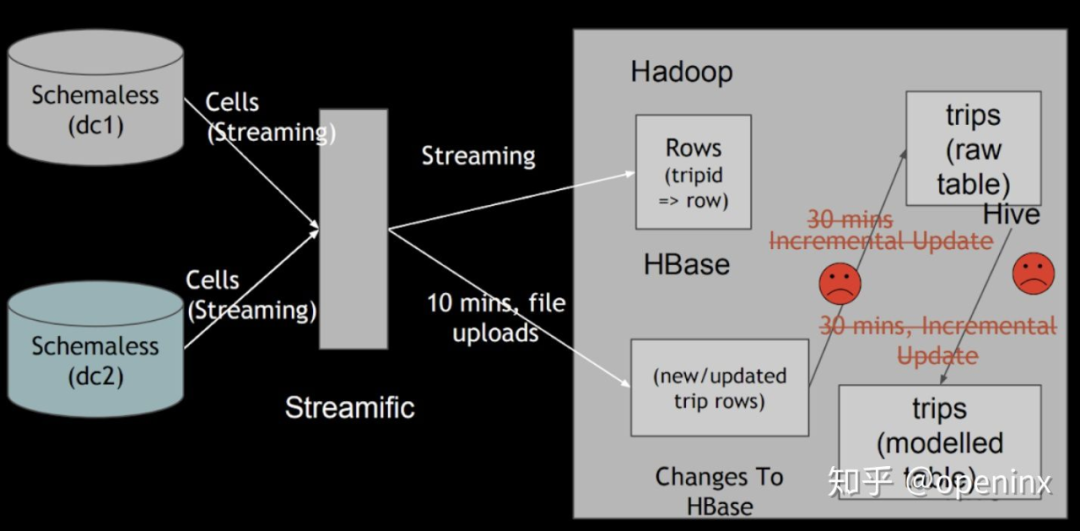 Schemaless
(dc1)
Cells
(Streaming)
Schemaless
(dc2)
Cells
(Streaming)
Streamific
Streaming
10 mins, file
uploads
Hadoop
Rows
(tripid
=> row)
HBase
(new/updated
trip rows)
Changes To
HBase
trips
(raw
table)
Hive
30 mins
Incremental Update
30 mins, Incremental
Update
trips
(modelled
table)
知乎 @openinx